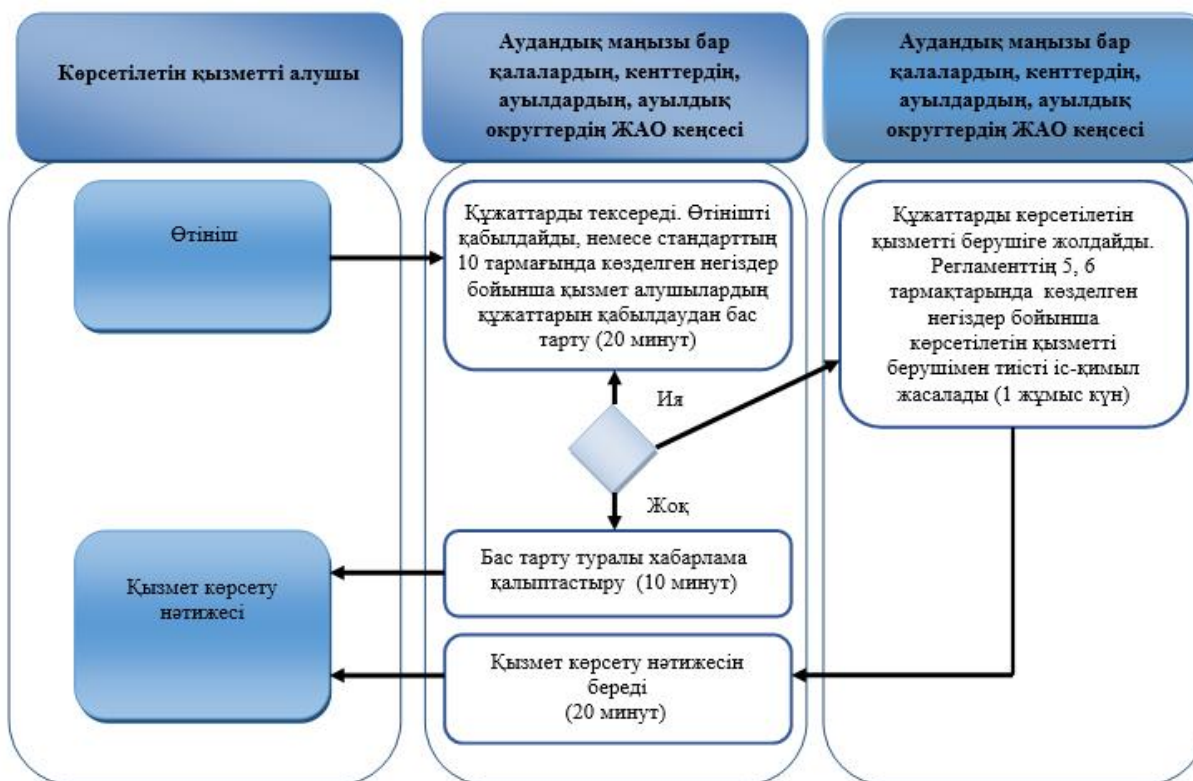 Көрсетілетін қызметті алушы
Аудандық маңызы бар
қалалардың, кенттердің,
ауылдардың, ауылдық
округтердің ЖАО кеңсесі
Аудандық маңызы бар
қалалардың, кенттердің,
ауылдардың, ауылдық
округтердің ЖАО кеңсесі
Өтініш
Құжаттарды тексереді. Өтінішті
қабылдайды, немесе стандарттың
10 тармағында көзделген негіздер
бойынша қызмет алушылардың
құжаттарын қабылдаудан бас
тарту (20 минут)
Құжаттарды көрсетілетін
қызметті берушіге жолдайды.
Регламенттің 5, 6
тармақтарында көзделген
негіздер бойынша
көрсетілетін қызметті
берушімен тиісті іс-қимыл
жасалады (1 жұмыс күн)
Ия
Жоқ
Бас тарту туралы хабарлама
қалыптастыру (10 минут)
Қызмет көрсету
нәтижесі
Қызмет көрсету нәтижесін
береді
(20 минут)